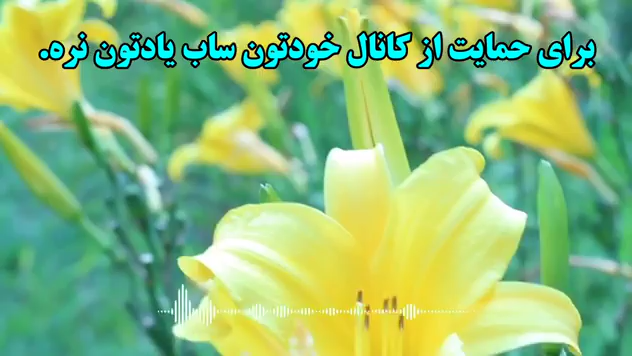 برای حمایت از کانال خودتون ساب یادتون نره.